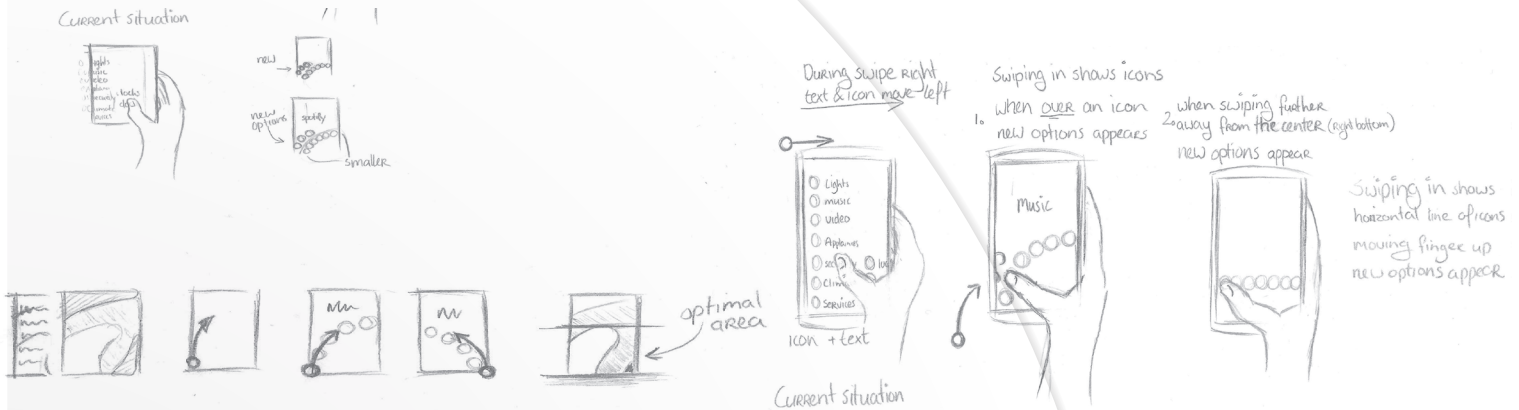 Current situation
new
new options
spotify
smaller
optimal area
During swipe right
text & icon move left
Lights
music
video
Appliances
Services
icon + text
Current situation
Swiping in shows icons
1. when over an icon
new options appears
Music
2. when swiping further
away from the center (right bottom)
new options appear
Swiping in shows
horizontal line of icons
moving finger up
new options appear